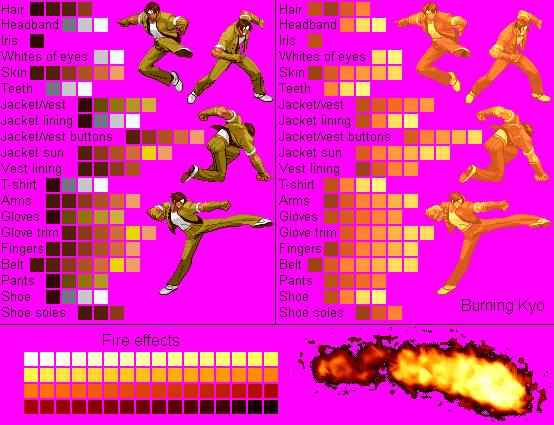 Hair
Headband
Iris
Whites of eyes
Skin
Teeth
Jacket/vest
Jacket lining
Jacket/vest buttons
Jacket sun
Vest lining
T-shirt
Arms
Gloves
Glove trim
Fingers
Belt
Pants
Shoe
Shoe soles
Hair
Headband
Iris
Whites of eyes
Skin
Teeth
Jacket/vest
Jacket lining
Jacket/vest buttons
Jacket sun
Vest lining
T-shirt
Arms
Gloves
Glove trim
Fingers
Belt
Pants
Shoe
Shoe soles
Burning Kyo
Fire effects